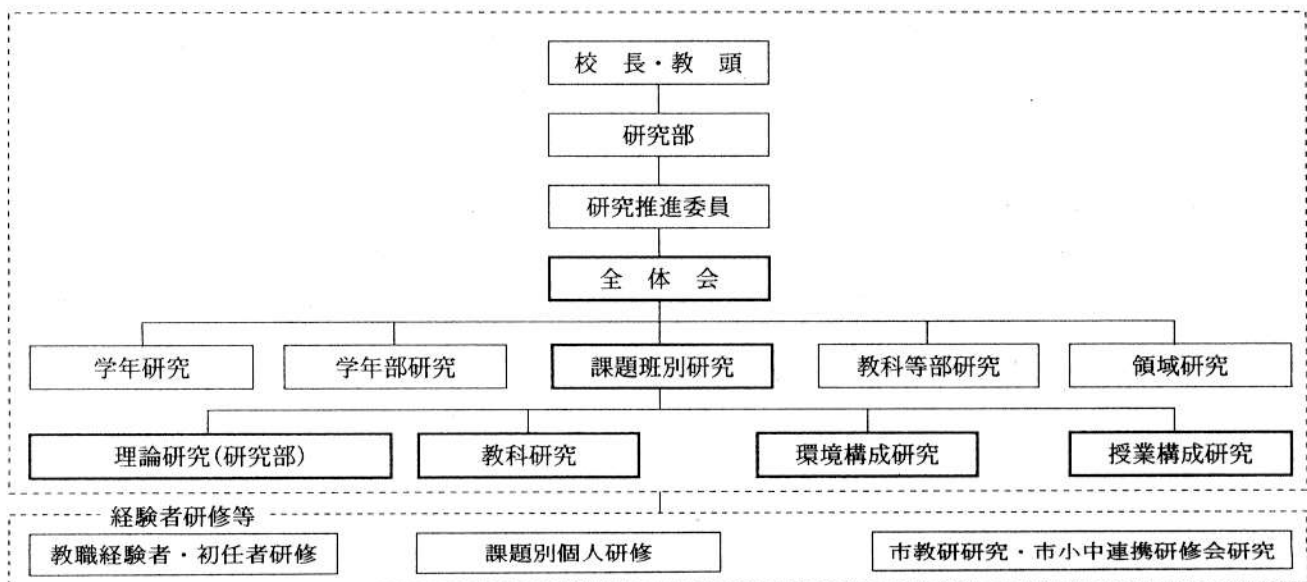 校　長・教　頭
研究部
研究推進委員
全　体　会
学年研究
学年部研究
課題班別研究
教科等部研究
領域研究
理論研究(研究部)
教科研究
環境構成研究
授業構成研究
経験者研修等
教職経験者・初任者研修
課題別個人研修
市教研研究・市小中連携研修会研究